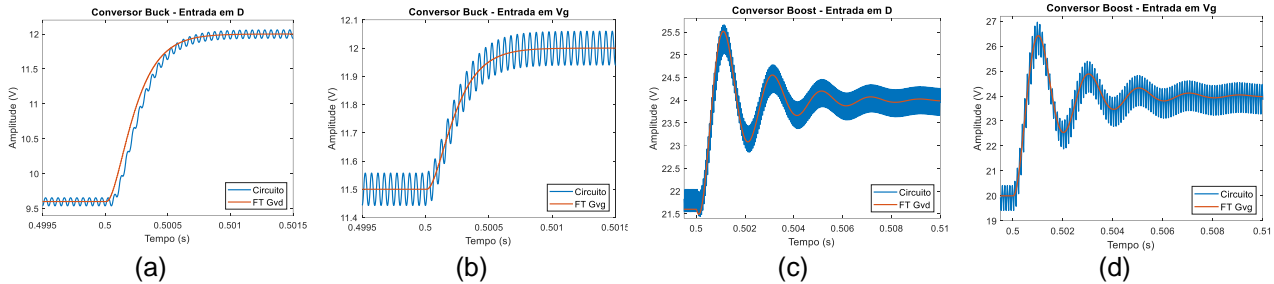 Conversor Buck - Entrada em D
Amplitude (V)
12
11.5
11
10.5
10
9.5
0.4995
0.5
0.5005
0.501
0.5015
Tempo (s)
Circuito
FT Gvd
(a)
Conversor Buck - Entrada em Vg
Amplitude (V)
12.1
12
11.9
11.8
11.7
11.6
11.5
11.4
0.4995
0.5
0.5005
0.501
0.5015
Tempo (s)
Circuito
FT Gvg
(b)
Conversor Boost - Entrada em D
Amplitude (V)
25.5
25
24.5
24
23.5
23
22.5
22
21.5
0.5
0.502
0.504
0.506
0.508
0.51
Tempo (s)
Circuito
FT Gvd
(c)
Conversor Boost - Entrada em Vg
Amplitude (V)
27
26
25
24
23
22
21
20
19
0.5
0.502
0.504
0.506
0.508
0.51
Tempo (s)
Circuito
FT Gvg
(d)